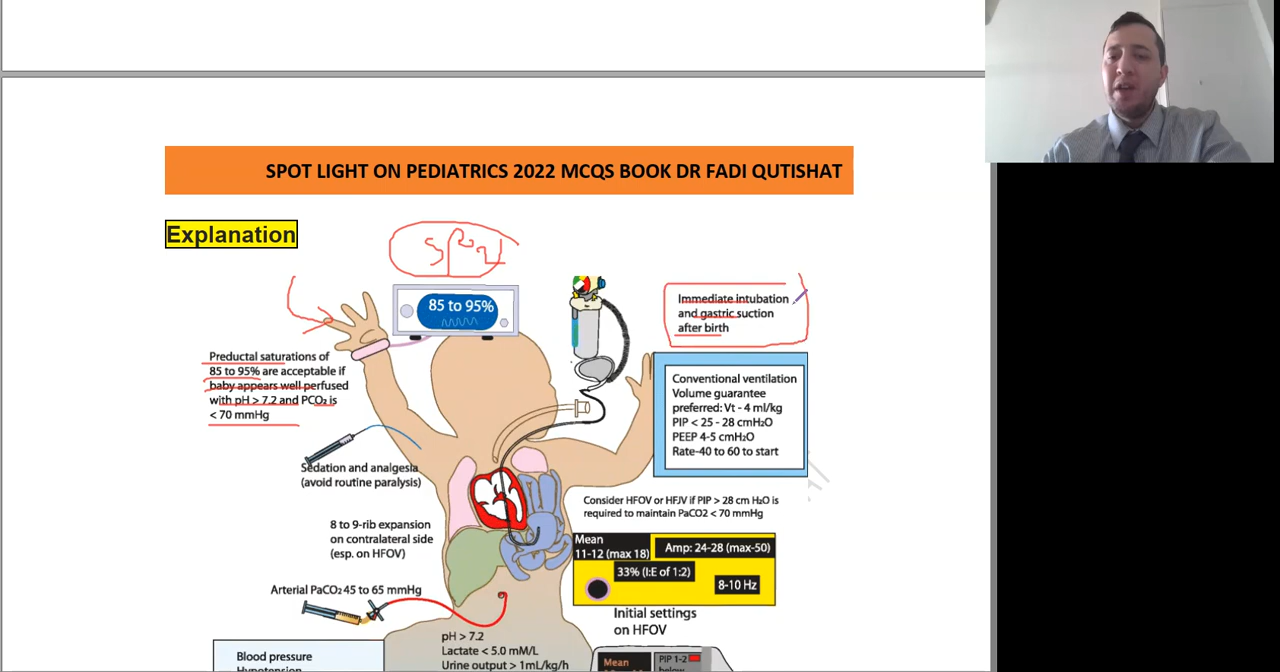 SPOT LIGHT ON PEDIATRICS 2022 MCQS BOOK DR FADI QUTISHAT
Explanation
85 to 95%
Immediate intubation
and gastric suction
after birth
Preductal saturations of
85 to 95% are acceptable if
baby appears well perfused
with pH > 7.2 and PCO₂ is
< 70 mmHg
Conventional ventilation
Volume guarantee
preferred: Vt - 4 ml/kg
PIP < 25 - 28 cmH₂O
PEEP 4-5 cmH₂O
Rate-40 to 60 to start
Sedation and analgesia
(avoid routine paralysis)
Consider HFOV or HFJV if PIP > 28 cm H₂O is
required to maintain PaCO2 < 70 mmHg
8 to 9-rib expansion
on contralateral side
(esp. on HFOV)
Mean
11-12 (max 18)
Amp: 24-28 (max-50)
33% (I:E of 1:2)
8-10 Hz
Arterial PaCO₂ 45 to 65 mmHg
Initial settings
on HFOV
pH > 7.2
Lactate < 5.0 mM/L
Urine output > 1mL/kg/h
Blood pressure
Hypotension
Mean
PIP 1-2
below